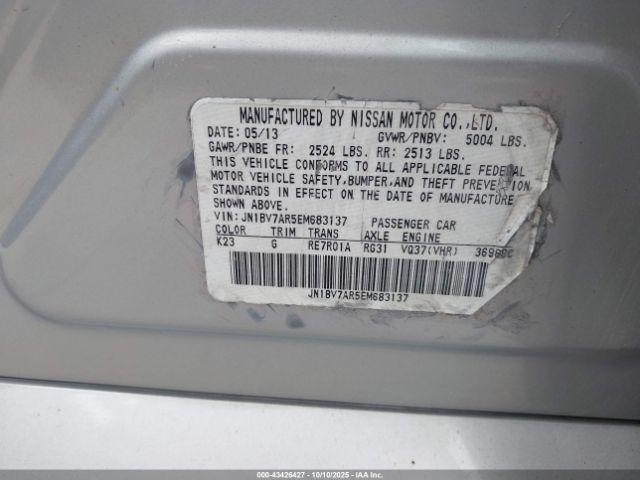 MANUFACTURED BY NISSAN MOTOR CO.,LTD.
DATE: 05/13 GVWR/PNBV: 5004 LBS.
GAWR/PNBE FR: 2524 LBS. RR: 2513 LBS.
THIS VEHICLE CONFORMS TO ALL APPLICABLE FEDERAL
MOTOR VEHICLE SAFETY, BUMPER, AND THEFT PREVENTION
STANDARDS IN EFFECT ON THE DATE OF MANUFACTURE
SHOWN ABOVE.
VIN: JN1BV7AR5EM683137 PASSENGER CAR
COLOR TRIM TRANS AXLE ENGINE
K23 G RE7R01A RG31 VQ37(VHR) 3696CC
JN1BV7AR5EM683137
000-43426427 - 10/10/2025 - IAAI, Inc.